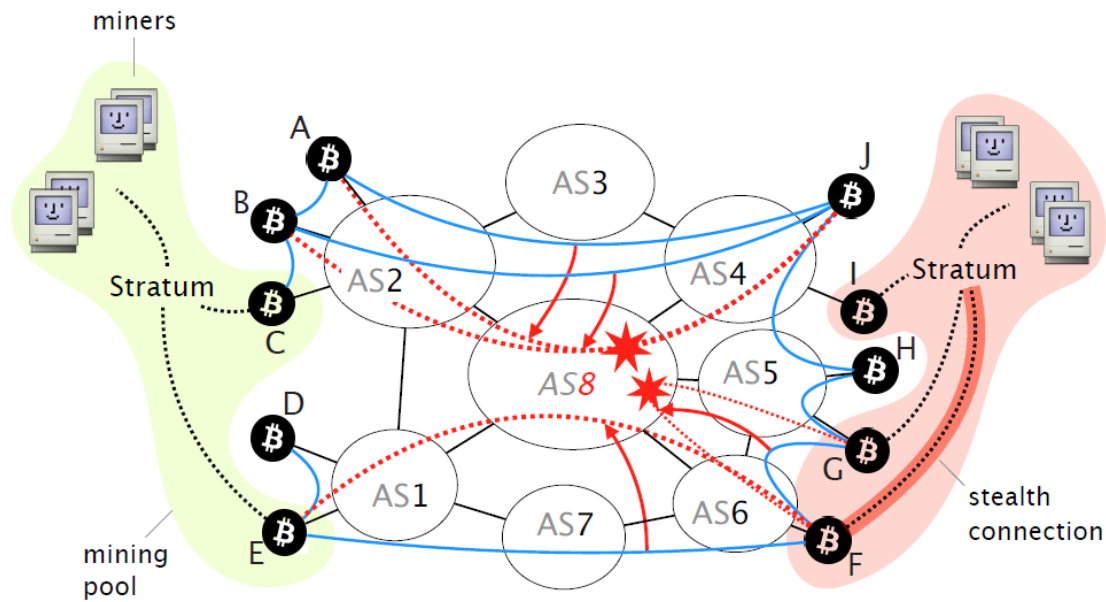 miners
A
J
AS3
B
AS2
AS4
I
Stratum
Stratum
C
H
AS5
AS8
D
G
AS1
AS6
stealth
connection
AS7
E
F
mining
pool